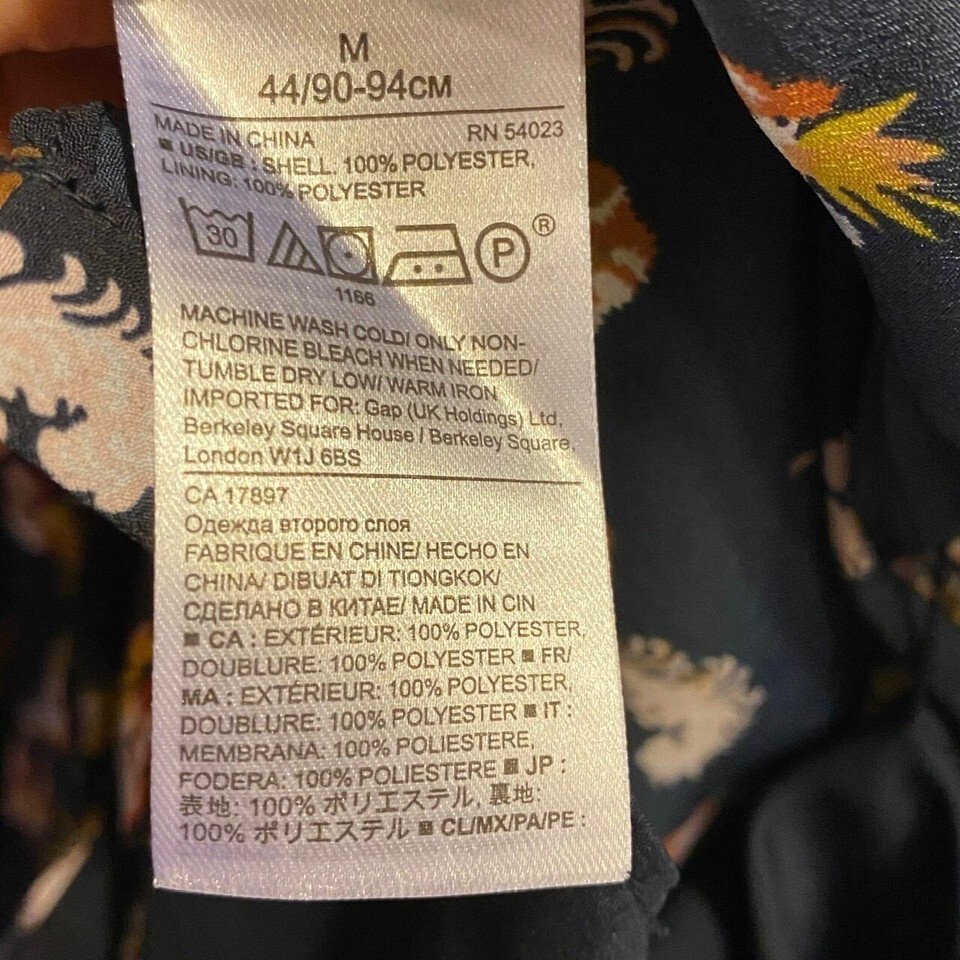 M
44/90-94CM
MADE IN CHINA RN 54023
■ US/GB : SHELL: 100% POLYESTER,
LINING: 100% POLYESTER
30 P ®
1166
MACHINE WASH COLD/ ONLY NON-
CHLORINE BLEACH WHEN NEEDED/
TUMBLE DRY LOW/ WARM IRON
IMPORTED FOR: Gap (UK Holdings) Ltd,
Berkeley Square House / Berkeley Square,
London W1J 6BS
CA 17897
Одежда второго слоя
FABRIQUE EN CHINE/ HECHO EN
CHINA/ DIBUAT DI TIONGKOK/
СДЕЛАНО В КИТАЕ/ MADE IN CIN
■ CA : EXTÉRIEUR: 100% POLYESTER,
DOUBLURE: 100% POLYESTER ■ FR/
MA : EXTÉRIEUR: 100% POLYESTER,
DOUBLURE: 100% POLYESTER ■ IT :
MEMBRANA: 100% POLIESTERE,
FODERA: 100% POLIESTERE ■ JP :
表地: 100% ポリエステル, 裏地:
100% ポリエステル ■ CL/MX/PA/PE :